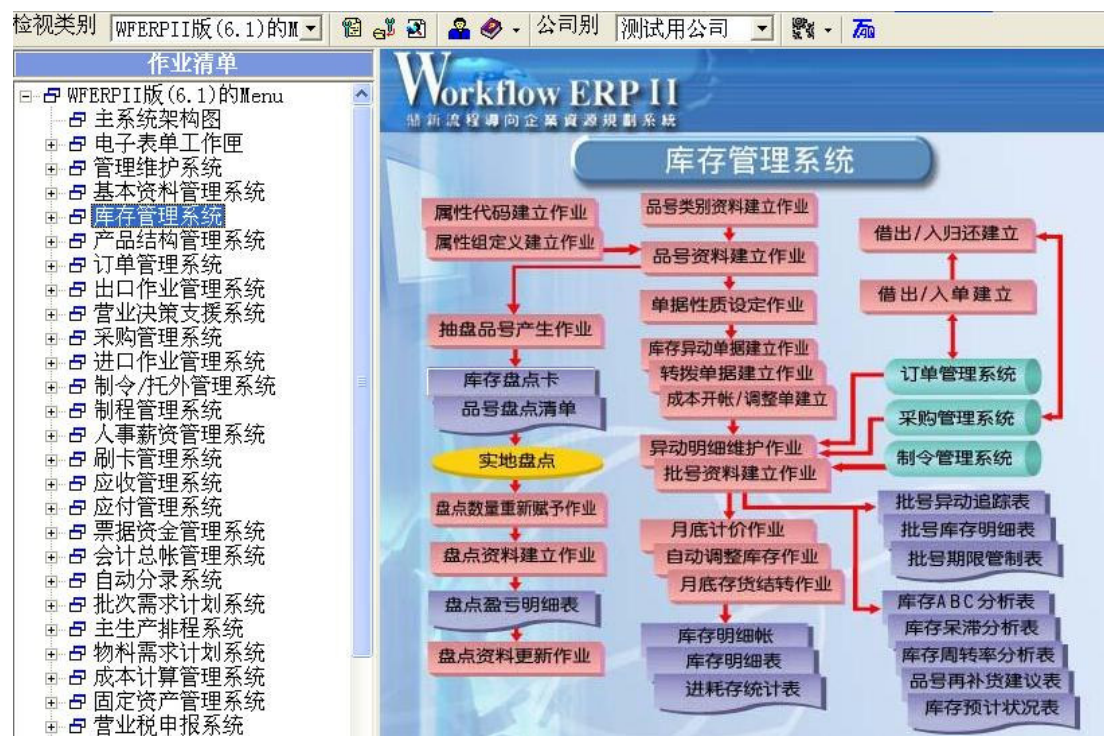 检视类别 WFERPII版(6.1)的M 公司别 测试用公司
作业清单
WFERPII版(6.1)的Menu
主系统架构图
电子表单工作匣
管理维护系统
基本资料管理系统
库存管理系统
产品结构管理系统
订单管理系统
出口作业管理系统
营业决策支援系统
采购管理系统
进口作业管理系统
制令/托外管理系统
制程管理系统
人事薪资管理系统
刷卡管理系统
应收管理系统
应付管理系统
票据资金管理系统
会计总帐管理系统
自动分录系统
批次需求计划系统
主生产排程系统
物料需求计划系统
成本计算管理系统
固定资产管理系统
营业税申报系统
Workflow ERP II
鼎新流程導向企業資源規劃系統
库存管理系统
属性代码建立作业
属性组定义建立作业
抽盘品号产生作业
库存盘点卡
品号盘点清单
实地盘点
盘点数量重新赋予作业
盘点资料建立作业
盘点盈亏明细表
盘点资料更新作业
品号类别资料建立作业
品号资料建立作业
单据性质设定作业
库存异动单据建立作业
转拨单据建立作业
成本开帐/调整单建立
异动明细维护作业
批号资料建立作业
月底计价作业
自动调整库存作业
月底存货结转作业
库存明细帐
库存明细表
进耗存统计表
借出/入归还建立
借出/入单建立
订单管理系统
采购管理系统
制令管理系统
批号异动追踪表
批号库存明细表
批号期限管制表
库存ABC分析表
库存呆滞分析表
库存周转率分析表
品号再补货建议表
库存预计状况表